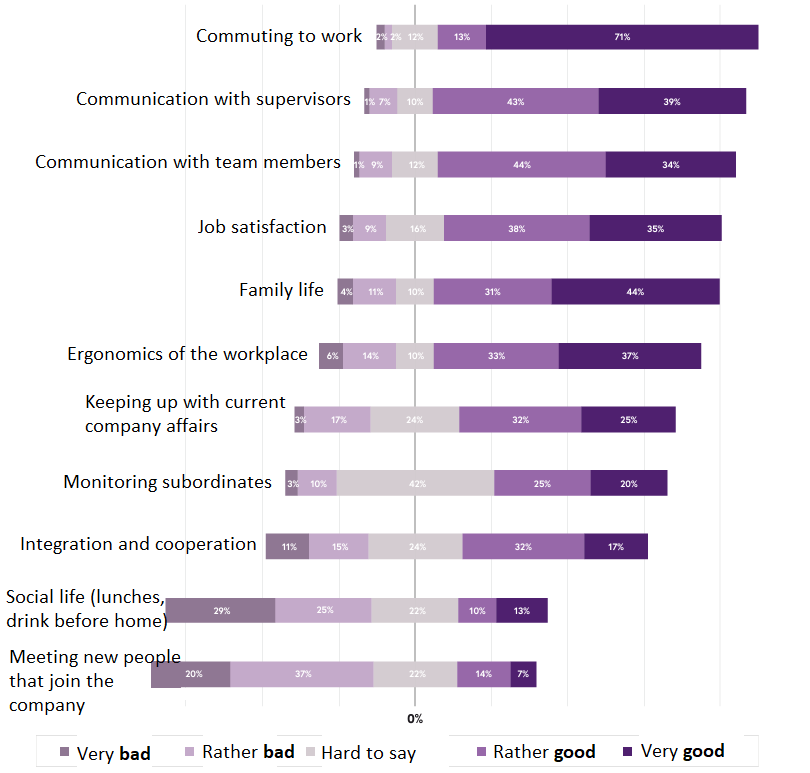 Commuting to work 2% 2% 12% 13% 71%
Communication with supervisors 1% 7% 10% 43% 39%
Communication with team members 1% 9% 12% 44% 34%
Job satisfaction 3% 9% 16% 38% 35%
Family life 4% 11% 10% 31% 44%
Ergonomics of the workplace 6% 14% 10% 33% 37%
Keeping up with current
company affairs 3% 17% 24% 32% 25%
Monitoring subordinates 3% 10% 42% 25% 20%
Integration and cooperation 11% 15% 24% 32% 17%
Social life (lunches,
drink before home) 29% 25% 22% 10% 13%
Meeting new people
that join the
company 20% 37% 22% 14% 7%
0%
Very bad Rather bad Hard to say Rather good Very good